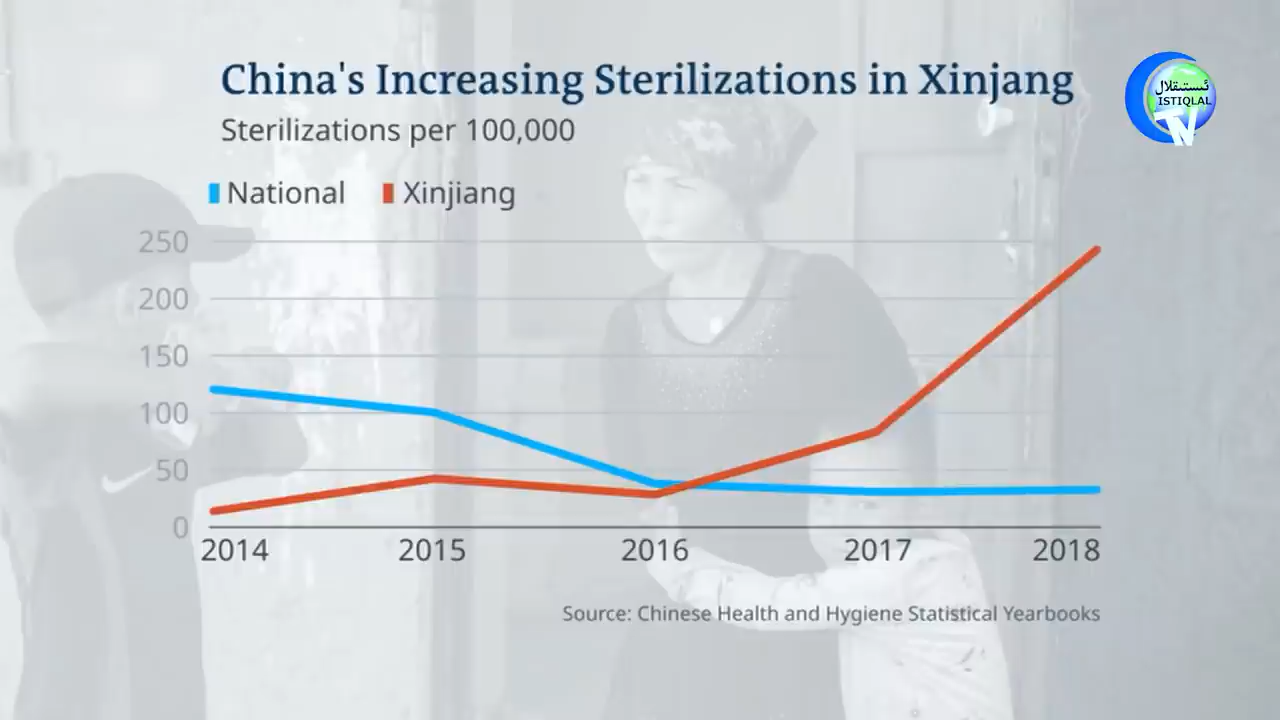 China's Increasing Sterilizations in Xinjang
Sterilizations per 100,000
National Xinjiang
250
200
150
100
50
0
2014 2015 2016 2017 2018
Source: Chinese Health and Hygiene Statistical Yearbooks
ئىستىقلال
ISTIQLAL
TV